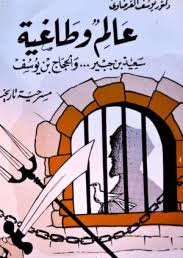 دكتور يوسف القرضاوي
عالم وطاغية
سعيد بن جبير... والحجاج بن يوسف
مسرحية تاريخية